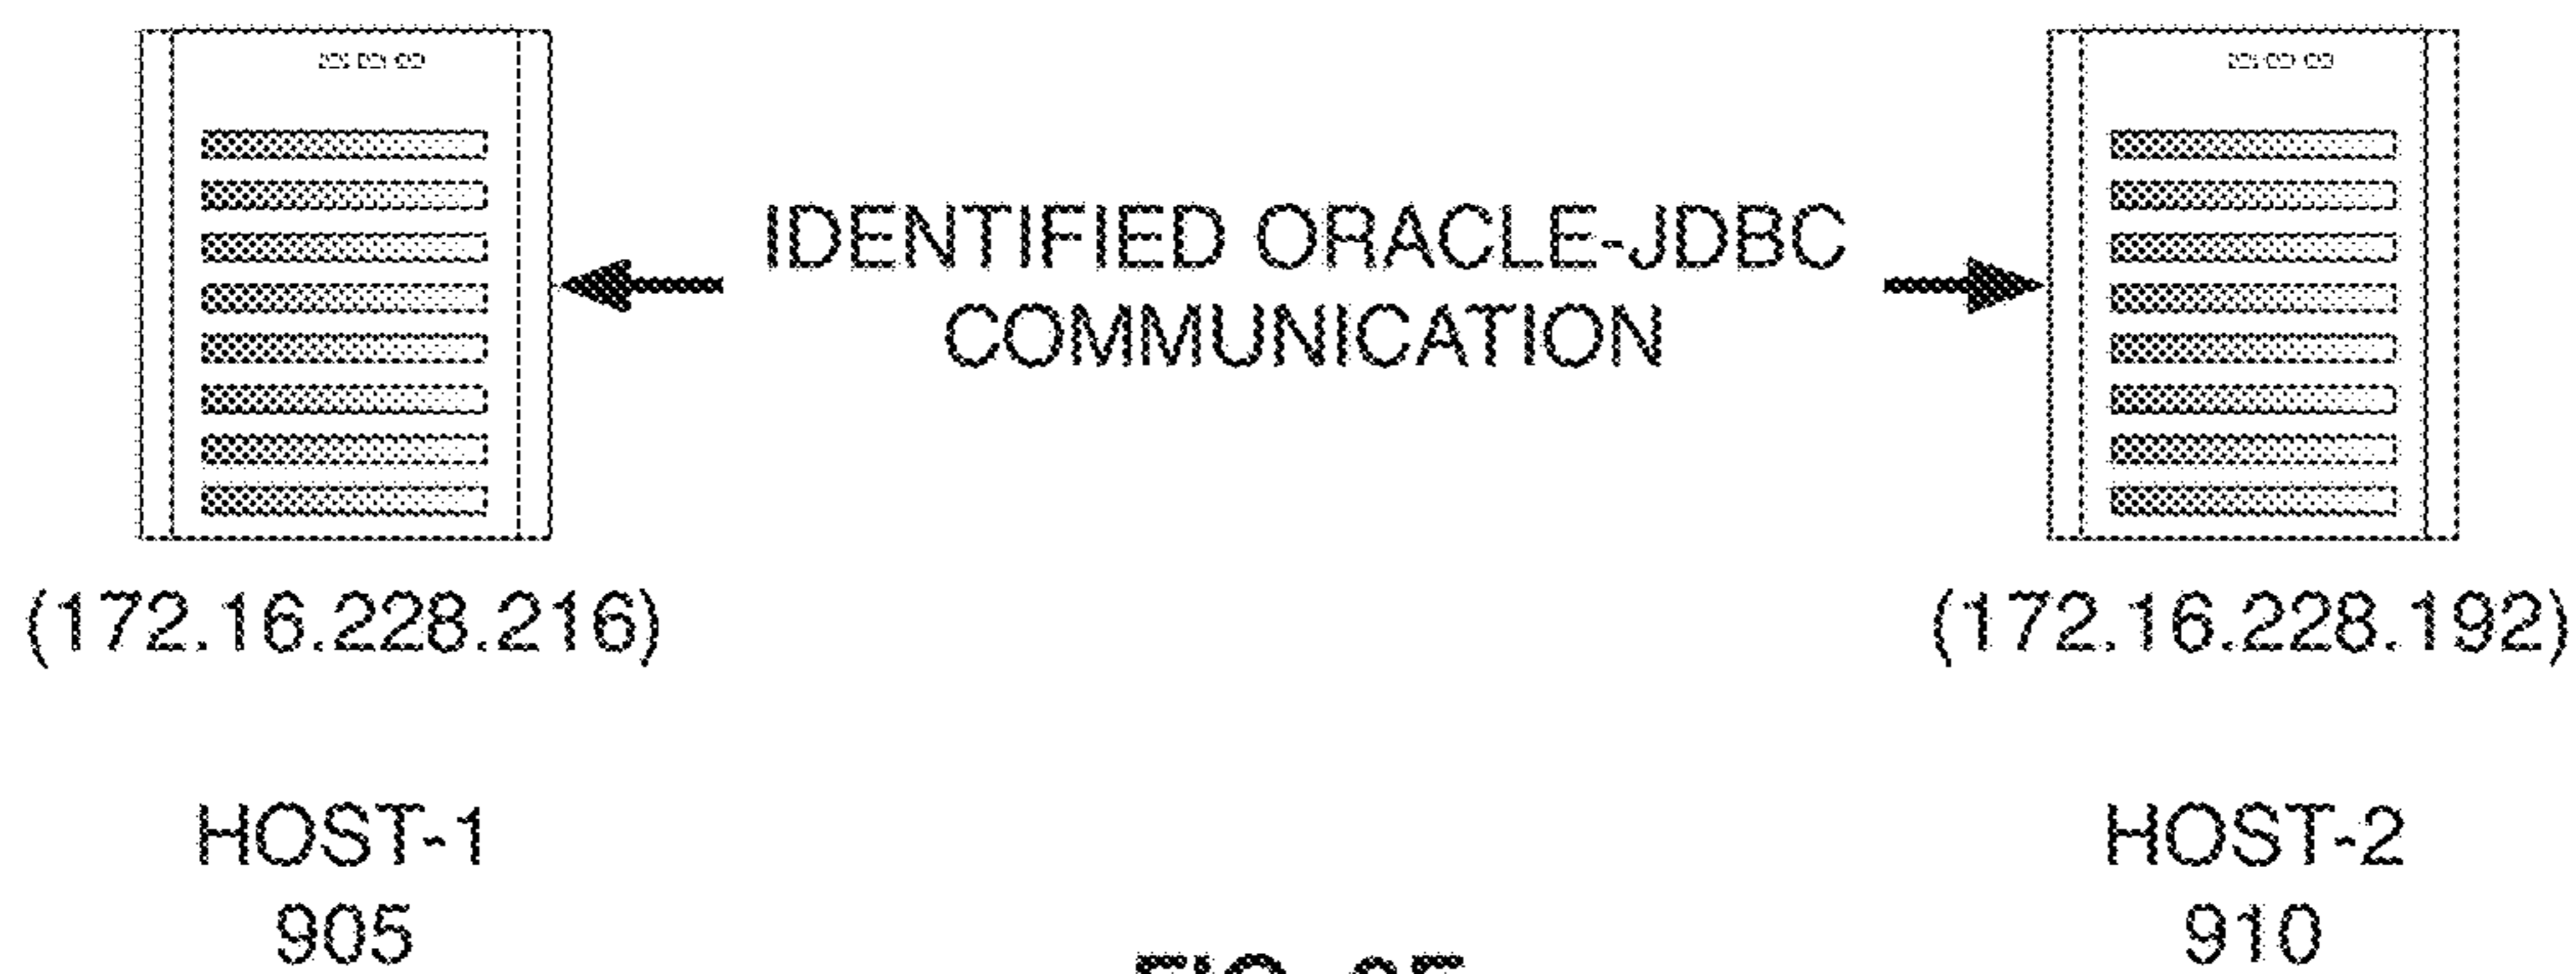 IDENTIFIED ORACLE-JDBC
COMMUNICATION
(172.16.228.216)
(172.16.228.192)
HOST-1
905
HOST-2
910